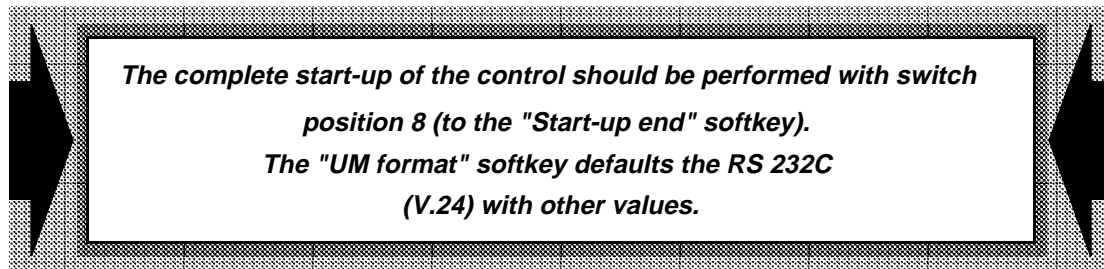 The complete start-up of the control should be performed with switch
position 8 (to the "Start-up end" softkey).
The "UM format" softkey defaults the RS 232C
(V.24) with other values.